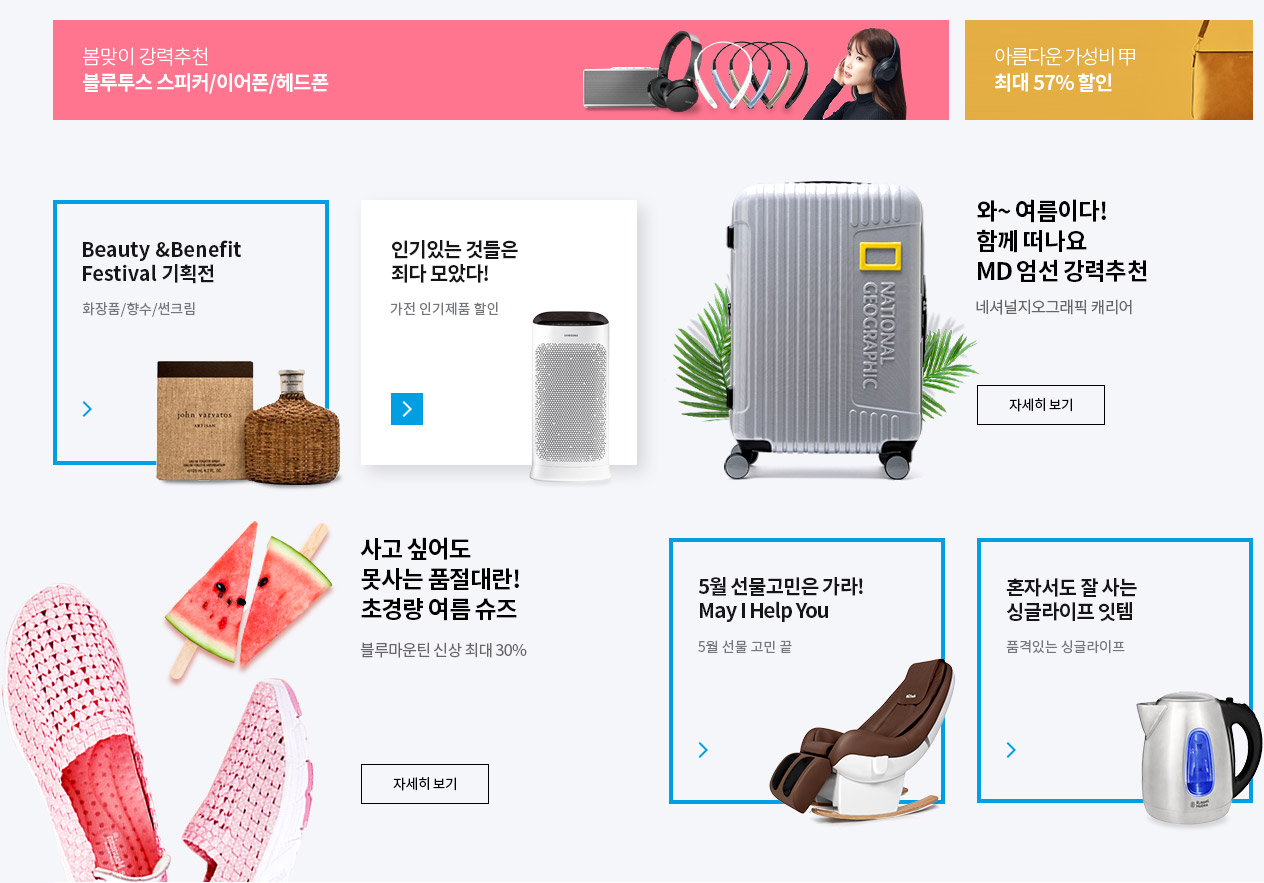 봄맞이 강력추천
블루투스 스피커/이어폰/헤드폰
아름다운 가성비 甲
최대 57% 할인
Beauty &Benefit
Festival 기획전
화장품/향수/썬크림
john varvatos
ARTISAN
인기있는 것들은
죄다 모았다!
가전 인기제품 할인
SAMSUNG
NATIONAL
GEOGRAPHIC
와~ 여름이다!
함께 떠나요
MD 엄선 강력추천
네셔널지오그래픽 캐리어
자세히 보기
사고 싶어도
못사는 품절대란!
초경량 여름 슈즈
블루마운틴 신상 최대 30%
자세히 보기
5월 선물고민은 가라!
May I Help You
5월 선물 고민 끝
혼자서도 잘 사는
싱글라이프 잇템
품격있는 싱글라이프
Russell
Hobbs